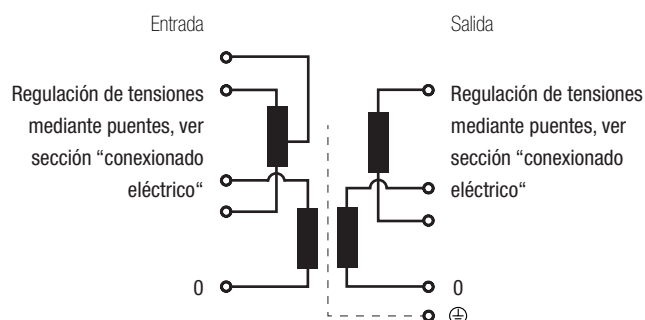 Entrada
Salida
Regulación de tensiones
mediante puentes, ver
sección “conexionado
eléctrico“
Regulación de tensiones
mediante puentes, ver
sección “conexionado
eléctrico“
0
0